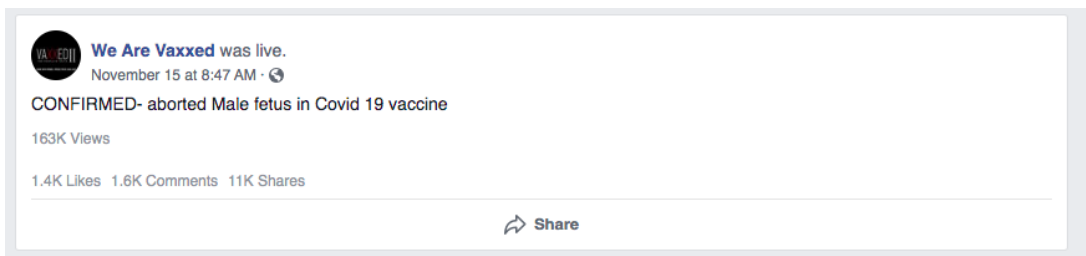 VAXXEDII
We Are Vaxxed was live.
November 15 at 8:47 AM ·
CONFIRMED- aborted Male fetus in Covid 19 vaccine
163K Views
1.4K Likes 1.6K Comments 11K Shares
Share